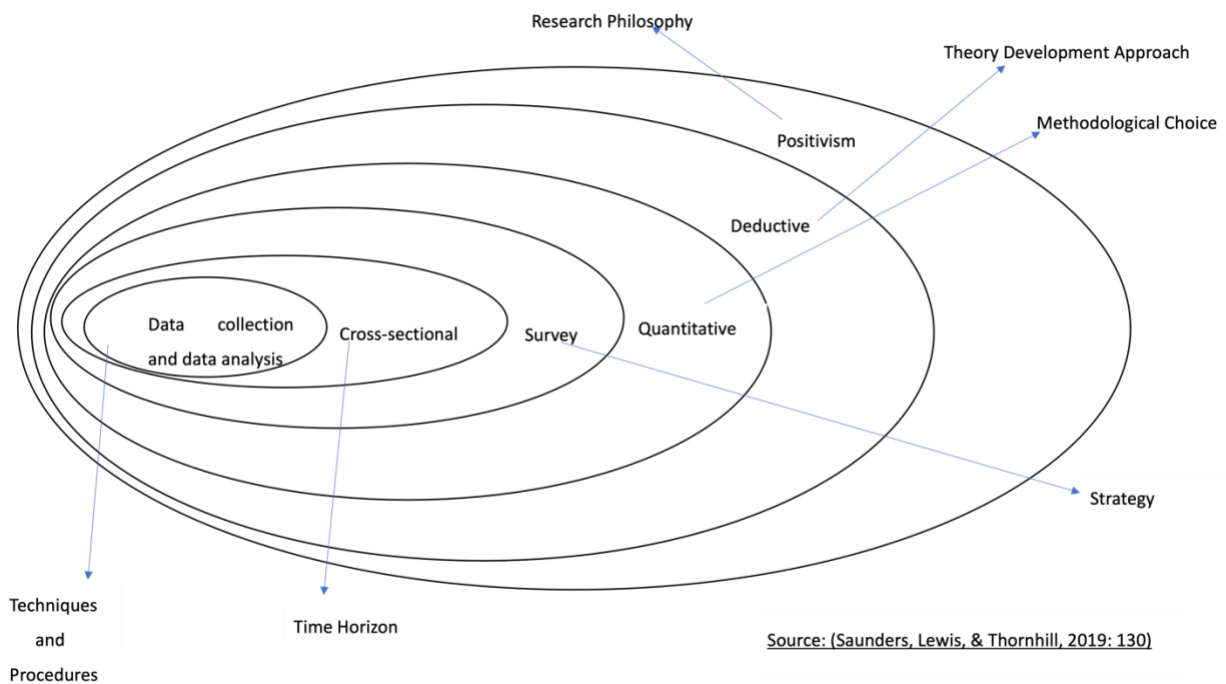 Research Philosophy
Theory Development Approach
Methodological Choice
Positivism
Deductive
Data collection
and data analysis
Cross-sectional
Survey
Quantitative
Strategy
Techniques
and
Procedures
Time Horizon
Source: (Saunders, Lewis, & Thornhill, 2019: 130)